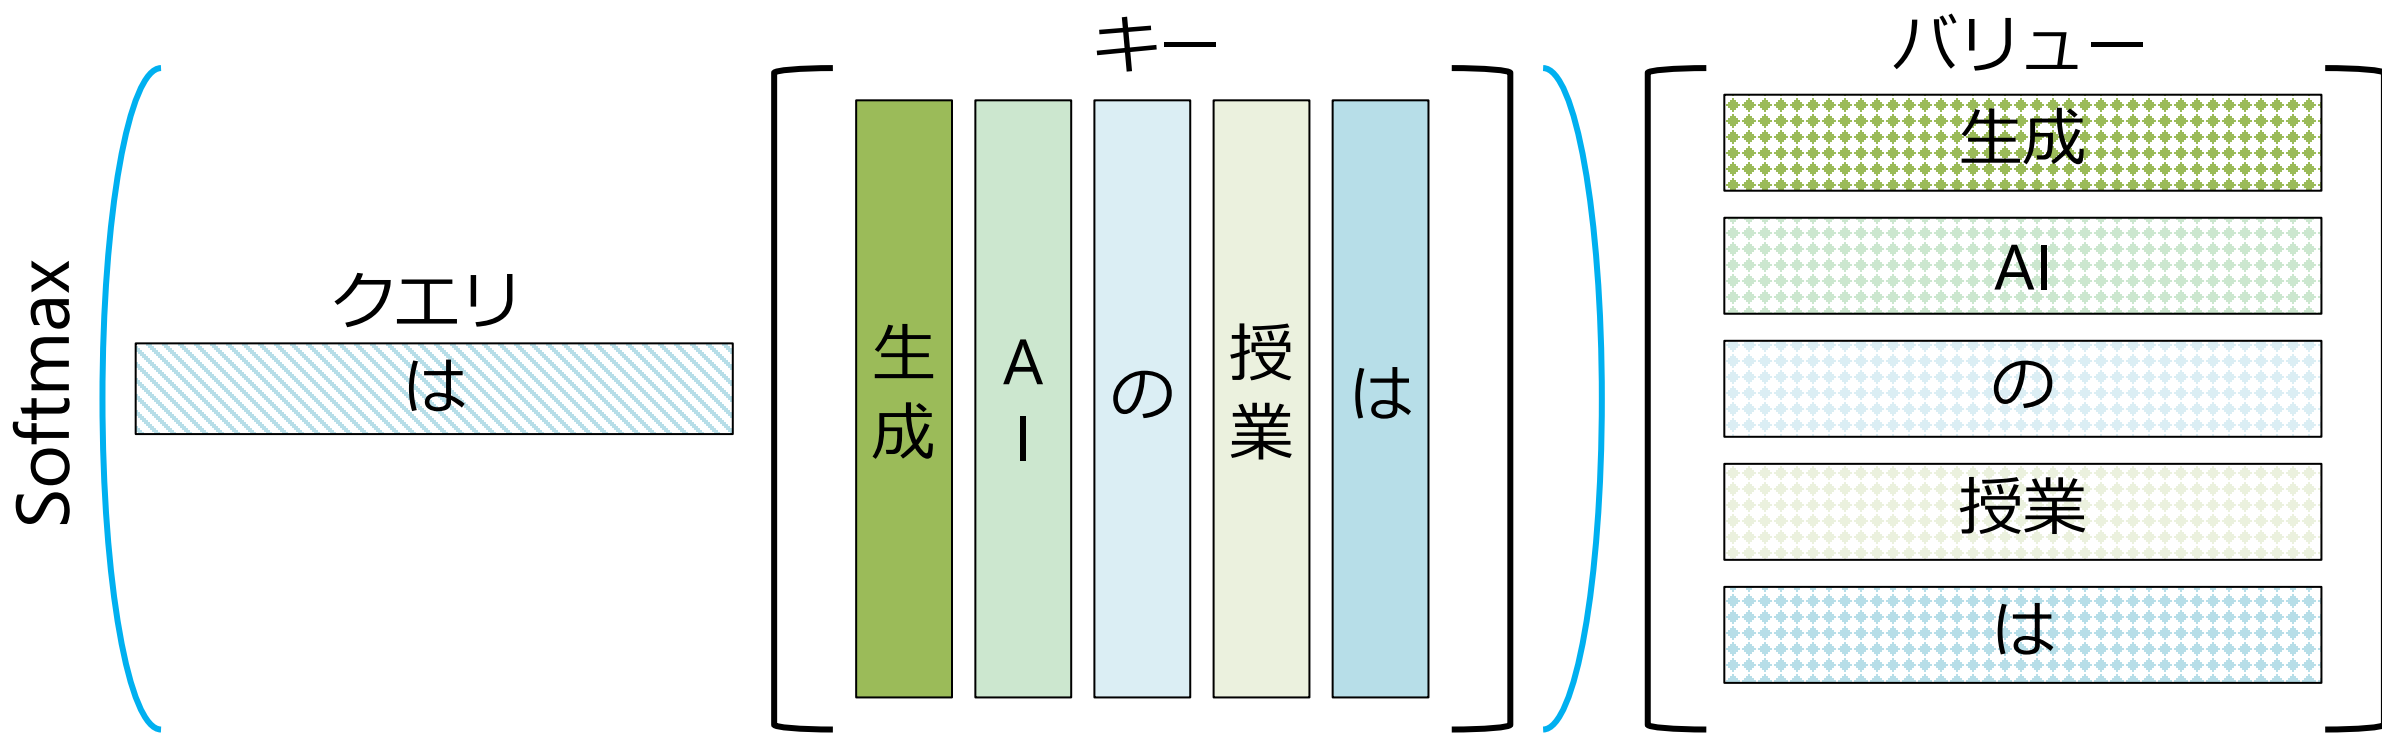 Softmax
クエリ
は
キー
生成
AI
の
授業
は
バリュー
生成
AI
の
授業
は